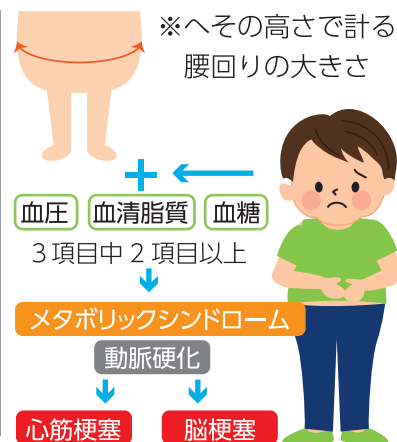 ※へその高さで計る
腰回りの大きさ
血圧 血清脂質 血糖
3項目中2項目以上
メタボリックシンドローム
動脈硬化
心筋梗塞 脳梗塞